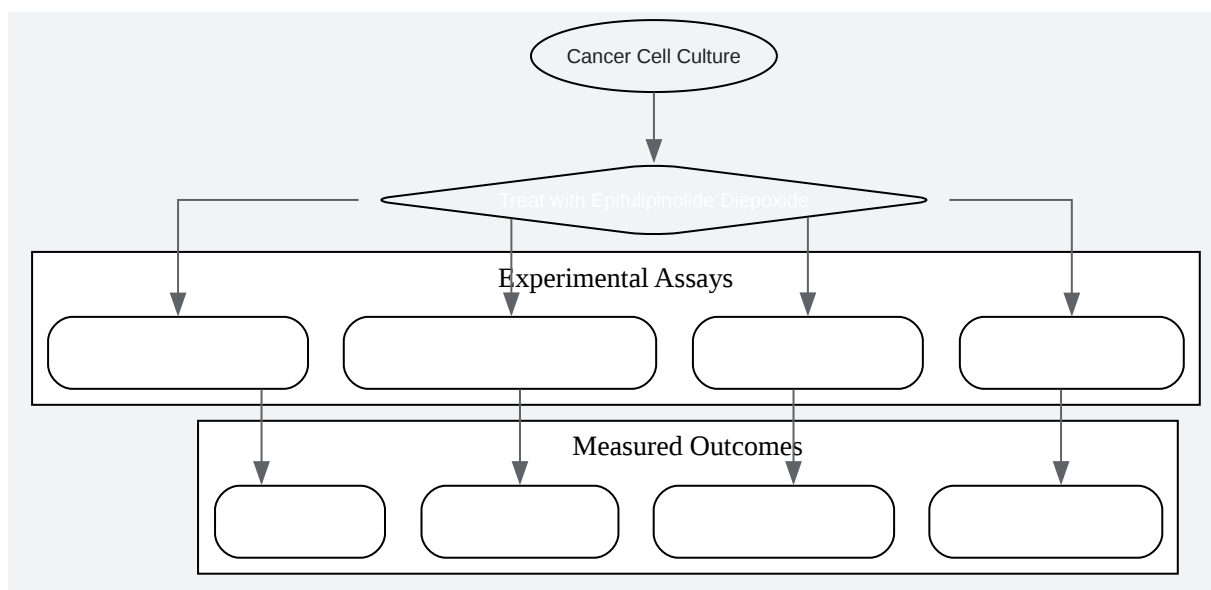 Cancer Cell Culture
Treat with Epitulipinolide Diepoxide
Experimental Assays
Measured Outcomes